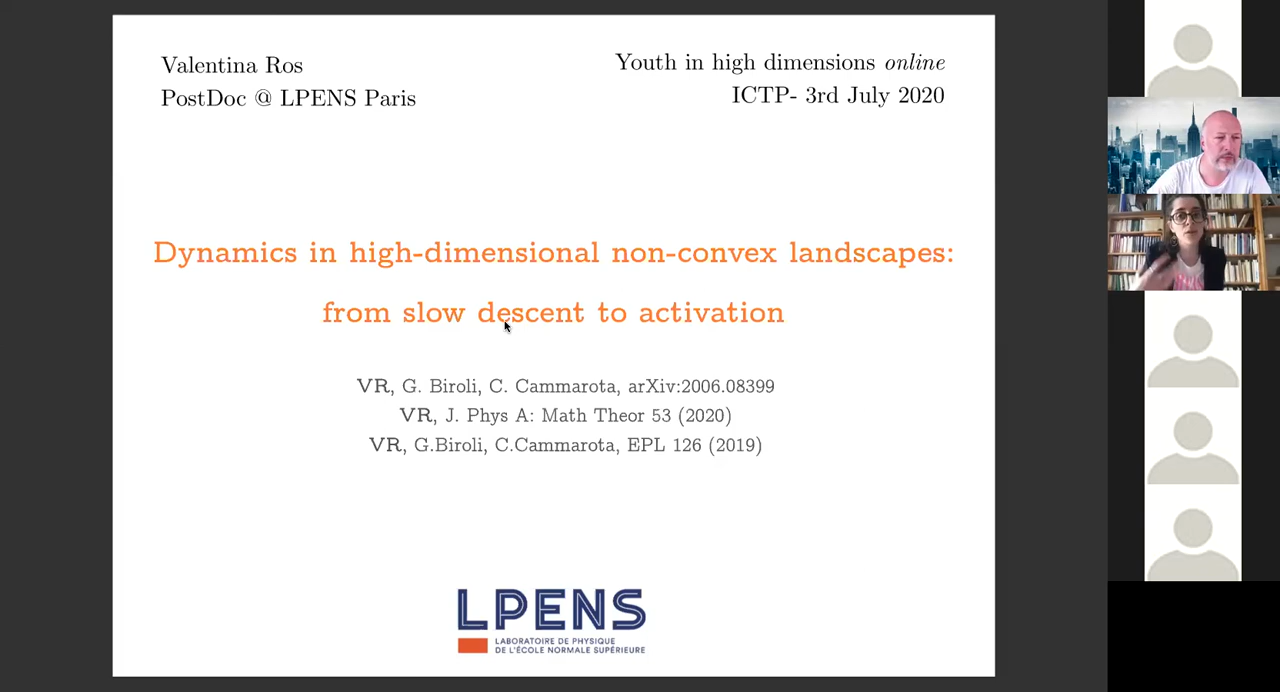 Valentina Ros
PostDoc @ LPENS Paris
Youth in high dimensions online
ICTP- 3rd July 2020
Dynamics in high-dimensional non-convex landscapes:
from slow descent to activation
VR, G. Biroli, C. Cammarota, arXiv:2006.08399
VR, J. Phys A: Math Theor 53 (2020)
VR, G.Biroli, C.Cammarota, EPL 126 (2019)
LPENS
LABORATOIRE DE PHYSIQUE
DE L'ÉCOLE NORMALE SUPÉRIEURE